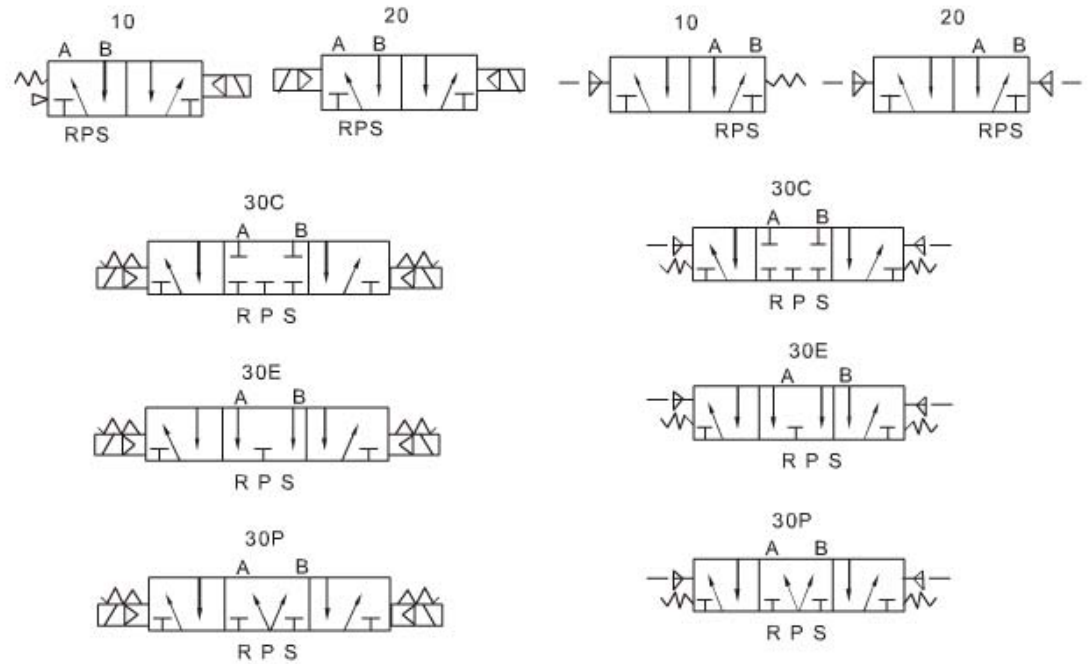 10 20 10 20
A B A B A B A B
RPS RPS RPS RPS
30C 30C
A B A B
R P S R P S
30E 30E
A B A B
R P S R P S
30P 30P
A B A B
R P S R P S